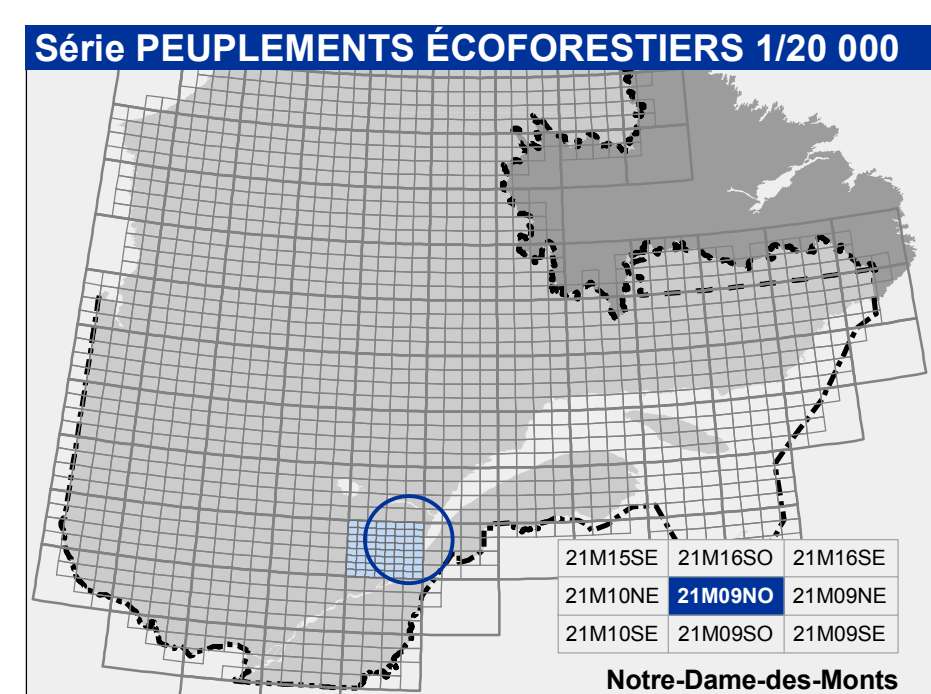 Série PEUPLEMENTS ÉCOFORESTIERS 1/20 000
21M15SE 21M16SO 21M16SE
21M10NE 21M09NO 21M09NE
21M10SE 21M09SO 21M09SE
Notre-Dame-des-Monts